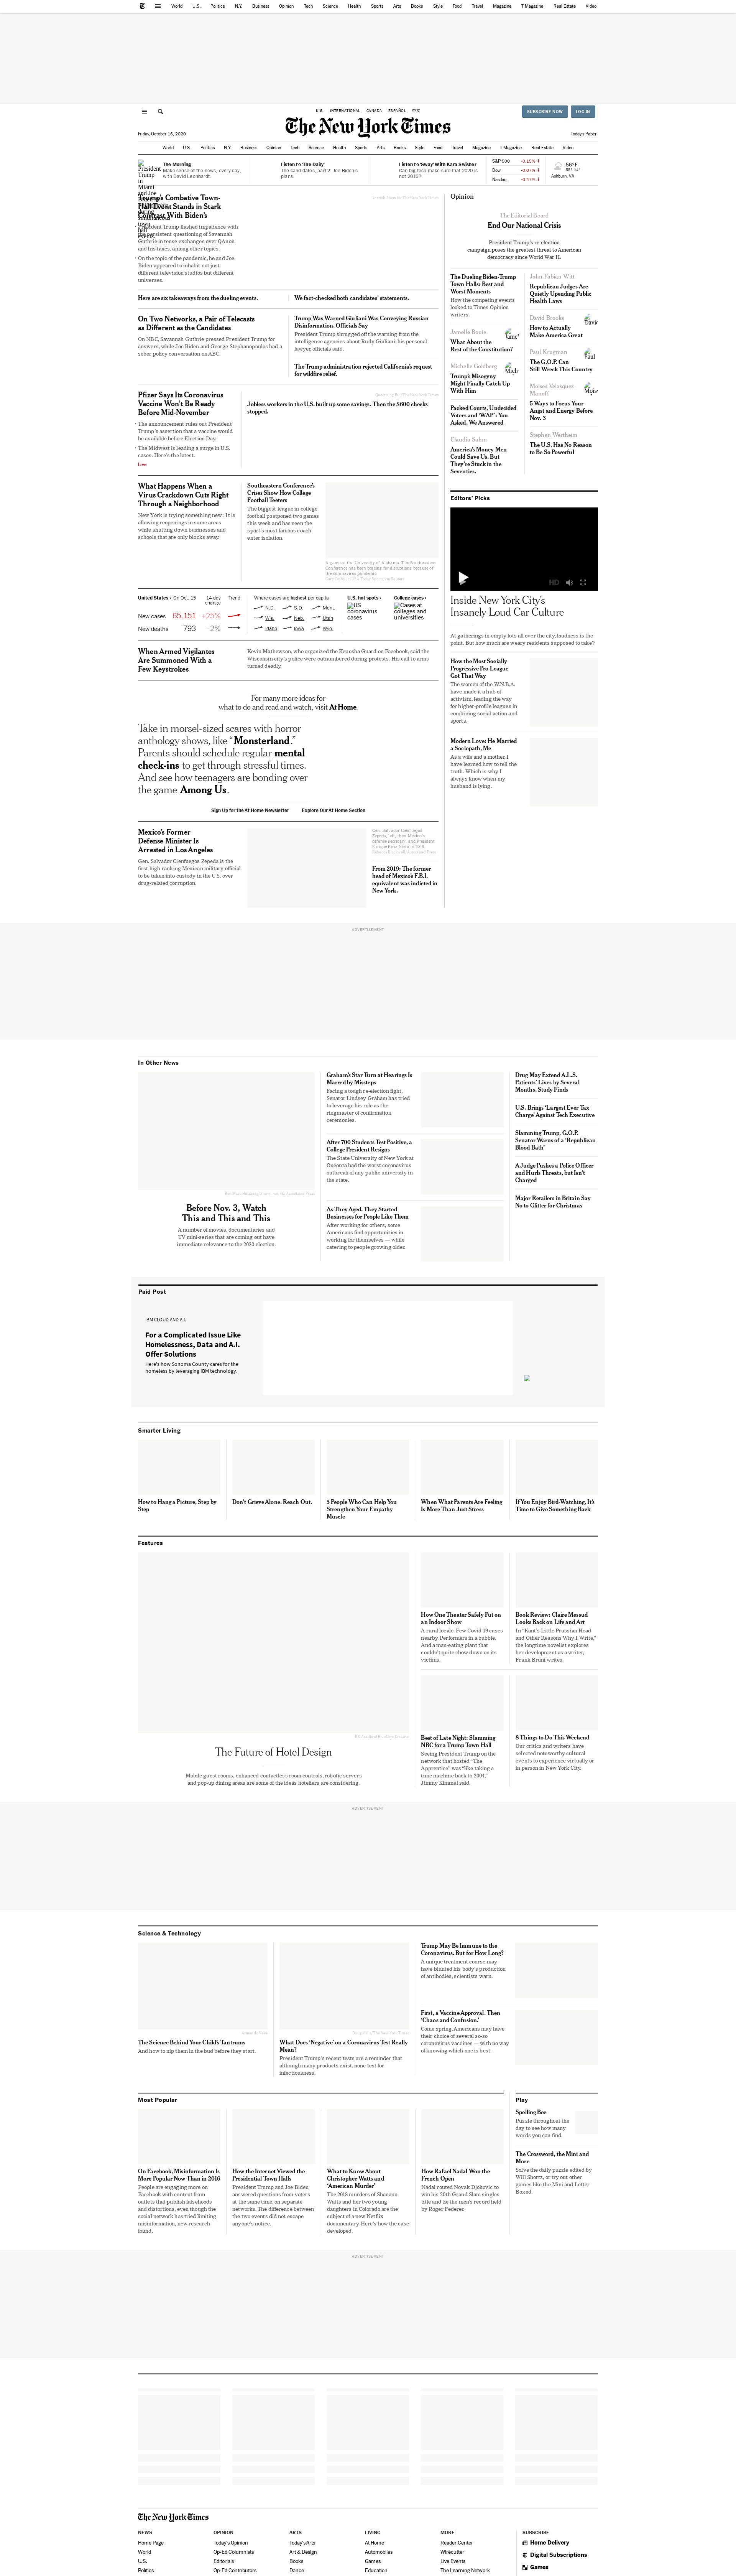 World U.S. Politics N.Y. Business Opinion Tech Science Health Sports Arts Books Style Food Travel Magazine T Magazine Real Estate Video
U.S. INTERNATIONAL CANADA ESPAÑOL 中文
SUBSCRIBE NOW LOG IN
The New York Times
Friday, October 16, 2020
Today's Paper
World U.S. Politics N.Y. Business Opinion Tech Science Health Sports Arts Books Style Food Travel Magazine T Magazine Real Estate Video
The Morning
Make sense of the news, every day, with David Leonhardt.
Listen to 'The Daily'
The candidates, part 2: Joe Biden's plans.
Listen to 'Sway' With Kara Swisher
Can big tech make sure that 2020 is not 2016?
S&P 500 -0.15%
Dow -0.07%
Nasdaq -0.47%
56°F
Ashburn, VA
Trump's Combative Town-
Hall Event Stands in Stark
Contrast With Biden's
President Trump flashed impatience with
the persistent questioning of Savannah
Guthrie in tense exchanges over QAnon
and his taxes, among other topics.
On the topic of the pandemic, he and Joe
Biden appeared to inhabit not just
different television studios but different
universes.
Here are six takeaways from the dueling events.
We fact-checked both candidates' statements.
On Two Networks, a Pair of Telecasts
as Different as the Candidates
On NBC, Savannah Guthrie pressed President Trump for
answers, while Joe Biden and George Stephanopoulos had a
sober policy conversation on ABC.
Trump Was Warned Giuliani Was Conveying Russian
Disinformation, Officials Say
President Trump shrugged off the warning from the
intelligence agencies about Rudy Giuliani, his personal
lawyer, officials said.
The Trump administration rejected California's request
for wildfire relief.
Pfizer Says Its Coronavirus
Vaccine Won't Be Ready
Before Mid-November
The announcement rules out President
Trump's assertion that a vaccine would
be available before Election Day.
The Midwest is leading a surge in U.S.
cases. Here's the latest.
Live
Jobless workers in the U.S. built up some savings. Then the $600 checks
stopped.
What Happens When a
Virus Crackdown Cuts Right
Through a Neighborhood
New York is trying something new: It is
allowing reopenings in some areas
while shutting down businesses and
schools that are only blocks away.
Southeastern Conference's
Crises Show How College
Football Teeters
The biggest league in college
football postponed two games
this week and has seen the
sport's most famous coach
enter isolation.
A game at the University of Alabama. The Southeastern
Conference has been bracing for disruptions because of
the coronavirus pandemic.
United States › On Oct. 15 14-day change Trend
New cases 65,151 +25%
New deaths 793 –2%
Where cases are highest per capita
N.D. S.D. Mont.
Wis. Neb. Utah
Idaho Iowa Wyo.
U.S. hot spots ›
US coronavirus cases
College cases ›
Cases at colleges and universities
When Armed Vigilantes
Are Summoned With a
Few Keystrokes
Kevin Mathewson, who organized the Kenosha Guard on Facebook, said the
Wisconsin city's police were outnumbered during protests. His call to arms
turned deadly.
For many more ideas for
what to do and read and watch, visit At Home.
Take in morsel-sized scares with horror
anthology shows, like "Monsterland."
Parents should schedule regular mental
check-ins to get through stressful times.
And see how teenagers are bonding over
the game Among Us.
Sign Up for the At Home Newsletter Explore Our At Home Section
Mexico's Former
Defense Minister Is
Arrested in Los Angeles
Gen. Salvador Cienfuegos Zepeda is the
first high-ranking Mexican military official
to be taken into custody in the U.S. over
drug-related corruption.
Gen. Salvador Cienfuegos
Zepeda, left, then Mexico's
defense secretary, and President
Enrique Peña Nieto in 2016.
From 2019: The former
head of Mexico's F.B.I.
equivalent was indicted in
New York.
Opinion
The Editorial Board
End Our National Crisis
President Trump's re-election
campaign poses the greatest threat to American
democracy since World War II.
The Dueling Biden-Trump
Town Halls: Best and
Worst Moments
How the competing events
looked to Times Opinion
writers.
Jamelle Bouie
What About the
Rest of the Constitution?
Michelle Goldberg
Trump's Misogyny
Might Finally Catch Up
With Him
Packed Courts, Undecided
Voters and 'WAP': You
Asked, We Answered
Claudia Sahm
America's Money Men
Could Save Us. But
They're Stuck in the
Seventies.
John Fabian Witt
Republican Judges Are
Quietly Upending Public
Health Laws
David Brooks
How to Actually
Make America Great
Paul Krugman
The G.O.P. Can
Still Wreck This Country
Moises Velasquez-
Manoff
5 Ways to Focus Your
Angst and Energy Before
Nov. 3
Stephen Wertheim
The U.S. Has No Reason
to Be So Powerful
Editors' Picks
HD
Inside New York City's
Insanely Loud Car Culture
At gatherings in empty lots all over the city, loudness is the
point. But how much are weary residents supposed to take?
How the Most Socially
Progressive Pro League
Got That Way
The women of the W.N.B.A.
have made it a hub of
activism, leading the way
for higher-profile leagues in
combining social action and
sports.
Modern Love: He Married
a Sociopath, Me
As a wife and a mother, I
have learned how to tell the
truth. Which is why I
always know when my
husband is lying.
ADVERTISEMENT
In Other News
Before Nov. 3, Watch
This and This and This
A number of movies, documentaries and
TV mini-series that are coming out have
immediate relevance to the 2020 election.
Graham's Star Turn at Hearings Is
Marred by Missteps
Facing a tough re-election fight,
Senator Lindsey Graham has tried
to leverage his role as the
ringmaster of confirmation
ceremonies.
After 700 Students Test Positive, a
College President Resigns
The State University of New York at
Oneonta had the worst coronavirus
outbreak of any public university in
the state.
As They Aged, They Started
Businesses for People Like Them
After working for others, some
Americans find opportunities in
working for themselves — while
catering to people growing older.
Drug May Extend A.L.S.
Patients' Lives by Several
Months, Study Finds
U.S. Brings 'Largest Ever Tax
Charge' Against Tech Executive
Slamming Trump, G.O.P.
Senator Warns of a 'Republican
Blood Bath'
A Judge Pushes a Police Officer
and Hurls Threats, but Isn't
Charged
Major Retailers in Britain Say
No to Glitter for Christmas
Paid Post
IBM CLOUD AND A.I.
For a Complicated Issue Like
Homelessness, Data and A.I.
Offer Solutions
Here's how Sonoma County cares for the
homeless by leveraging IBM technology.
Smarter Living
How to Hang a Picture, Step by
Step
Don't Grieve Alone. Reach Out.
5 People Who Can Help You
Strengthen Your Empathy
Muscle
When What Parents Are Feeling
Is More Than Just Stress
If You Enjoy Bird-Watching, It's
Time to Give Something Back
Features
The Future of Hotel Design
Mobile guest rooms, enhanced contactless room controls, robotic servers
and pop-up dining areas are some of the ideas hoteliers are considering.
How One Theater Safely Put on
an Indoor Show
A rural locale. Few Covid-19 cases
nearby. Performers in a bubble.
And a man-eating plant that
couldn't quite chow down on its
victims.
Book Review: Claire Messud
Looks Back on Life and Art
In "Kant's Little Prussian Head
and Other Reasons Why I Write,"
the longtime novelist explores
her development as a writer,
Frank Bruni writes.
Best of Late Night: Slamming
NBC for a Trump Town Hall
Seeing President Trump on the
network that hosted "The
Apprentice" was "like taking a
time machine back to 2004,"
Jimmy Kimmel said.
8 Things to Do This Weekend
Our critics and writers have
selected noteworthy cultural
events to experience virtually or
in person in New York City.
ADVERTISEMENT
Science & Technology
The Science Behind Your Child's Tantrums
And how to nip them in the bud before they start.
What Does 'Negative' on a Coronavirus Test Really
Mean?
President Trump's recent tests are a reminder that
although many products exist, none test for
infectiousness.
Trump May Be Immune to the
Coronavirus. But for How Long?
A unique treatment course may
have blunted his body's production
of antibodies, scientists warn.
First, a Vaccine Approval. Then
'Chaos and Confusion.'
Come spring, Americans may have
their choice of several so-so
coronavirus vaccines — with no way
of knowing which one is best.
Most Popular
On Facebook, Misinformation Is
More Popular Now Than in 2016
People are engaging more on
Facebook with content from
outlets that publish falsehoods
and distortions, even though the
social network has tried limiting
misinformation, new research
found.
How the Internet Viewed the
Presidential Town Halls
President Trump and Joe Biden
answered questions from voters
at the same time, on separate
networks. The difference between
the two events did not escape
anyone's notice.
What to Know About
Christopher Watts and
'American Murder'
The 2018 murders of Shanann
Watts and her two young
daughters in Colorado are the
subject of a new Netflix
documentary. Here's how the case
developed.
How Rafael Nadal Won the
French Open
Nadal routed Novak Djokovic to
win his 20th Grand Slam singles
title and tie the men's record held
by Roger Federer.
Play
Spelling Bee
Puzzle throughout the
day to see how many
words you can find.
The Crossword, the Mini and
More
Solve the daily puzzle edited by
Will Shortz, or try out other
games like the Mini and Letter
Boxed.
ADVERTISEMENT
The New York Times
NEWS
Home Page
World
U.S.
Politics
OPINION
Today's Opinion
Op-Ed Columnists
Editorials
Op-Ed Contributors
ARTS
Today's Arts
Art & Design
Books
Dance
LIVING
At Home
Automobiles
Games
Education
MORE
Reader Center
Wirecutter
Live Events
The Learning Network
SUBSCRIBE
Home Delivery
Digital Subscriptions
Games